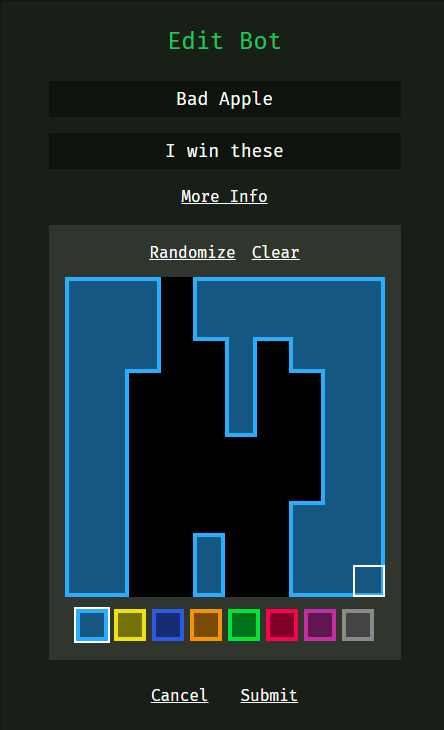 Edit Bot
Bad Apple
I win these
More Info
Randomize Clear
Cancel Submit